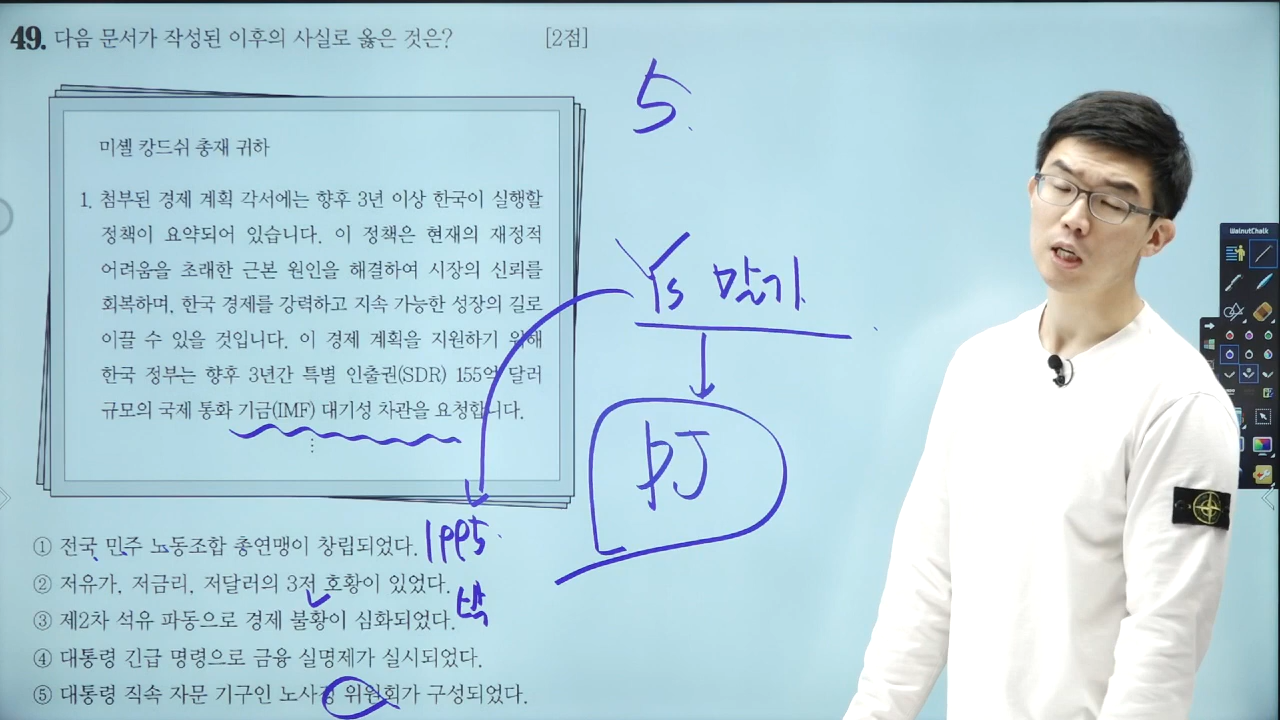 49. 다음 문서가 작성된 이후의 사실로 옳은 것은? [2점]
5.
미셸 캉드쉬 총재 귀하
1. 첨부된 경제 계획 각서에는 향후 3년 이상 한국이 실행할
정책이 요약되어 있습니다. 이 정책은 현재의 재정적
어려움을 초래한 근본 원인을 해결하여 시장의 신뢰를
회복하며, 한국 경제를 강력하고 지속 가능한 성장의 길로
이끌 수 있을 것입니다. 이 경제 계획을 지원하기 위해
한국 정부는 향후 3년간 특별 인출권(SDR) 155억 달러
규모의 국제 통화 기금(IMF) 대기성 차관을 요청합니다.
⋮
YS 말기.
DJ
① 전국 민주 노동조합 총연맹이 창립되었다. 1995.
② 저유가, 저금리, 저달러의 3저 호황이 있었다.
③ 제2차 석유 파동으로 경제 불황이 심화되었다. 박
④ 대통령 긴급 명령으로 금융 실명제가 실시되었다.
⑤ 대통령 직속 자문 기구인 노사정 위원회가 구성되었다.
WalnutChalk